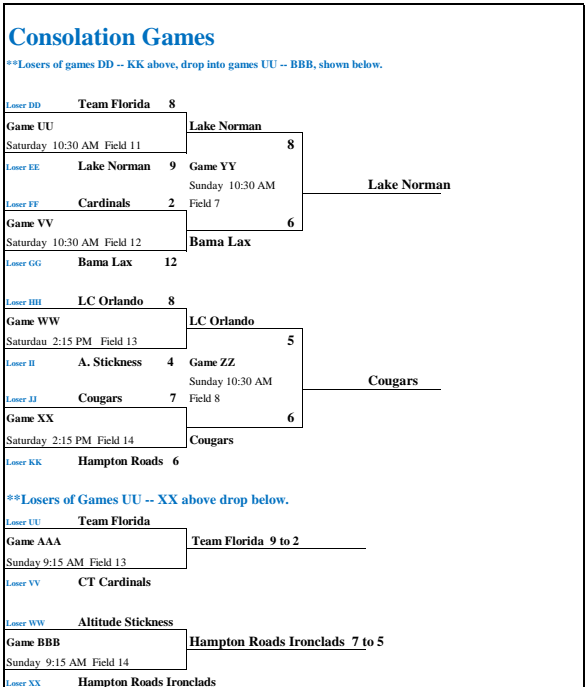 Consolation Games
**Losers of games DD -- KK above, drop into games UU -- BBB, shown below.
Loser DD Team Florida 8
Game UU Lake Norman
Saturday 10:30 AM Field 11 8
Loser EE Lake Norman 9 Game YY
Sunday 10:30 AM Lake Norman
Loser FF Cardinals 2 Field 7
Game VV 6
Saturday 10:30 AM Field 12 Bama Lax
Loser GG Bama Lax 12
Loser HH LC Orlando 8
Game WW LC Orlando
Saturdau 2:15 PM Field 13 5
Loser II A. Stickness 4 Game ZZ
Sunday 10:30 AM Cougars
Loser JJ Cougars 7 Field 8
Game XX 6
Saturday 2:15 PM Field 14 Cougars
Loser KK Hampton Roads 6
**Losers of Games UU -- XX above drop below.
Loser UU Team Florida
Game AAA Team Florida 9 to 2
Sunday 9:15 AM Field 13
Loser VV CT Cardinals
Loser WW Altitude Stickness
Game BBB Hampton Roads Ironclads 7 to 5
Sunday 9:15 AM Field 14
Loser XX Hampton Roads Ironclads